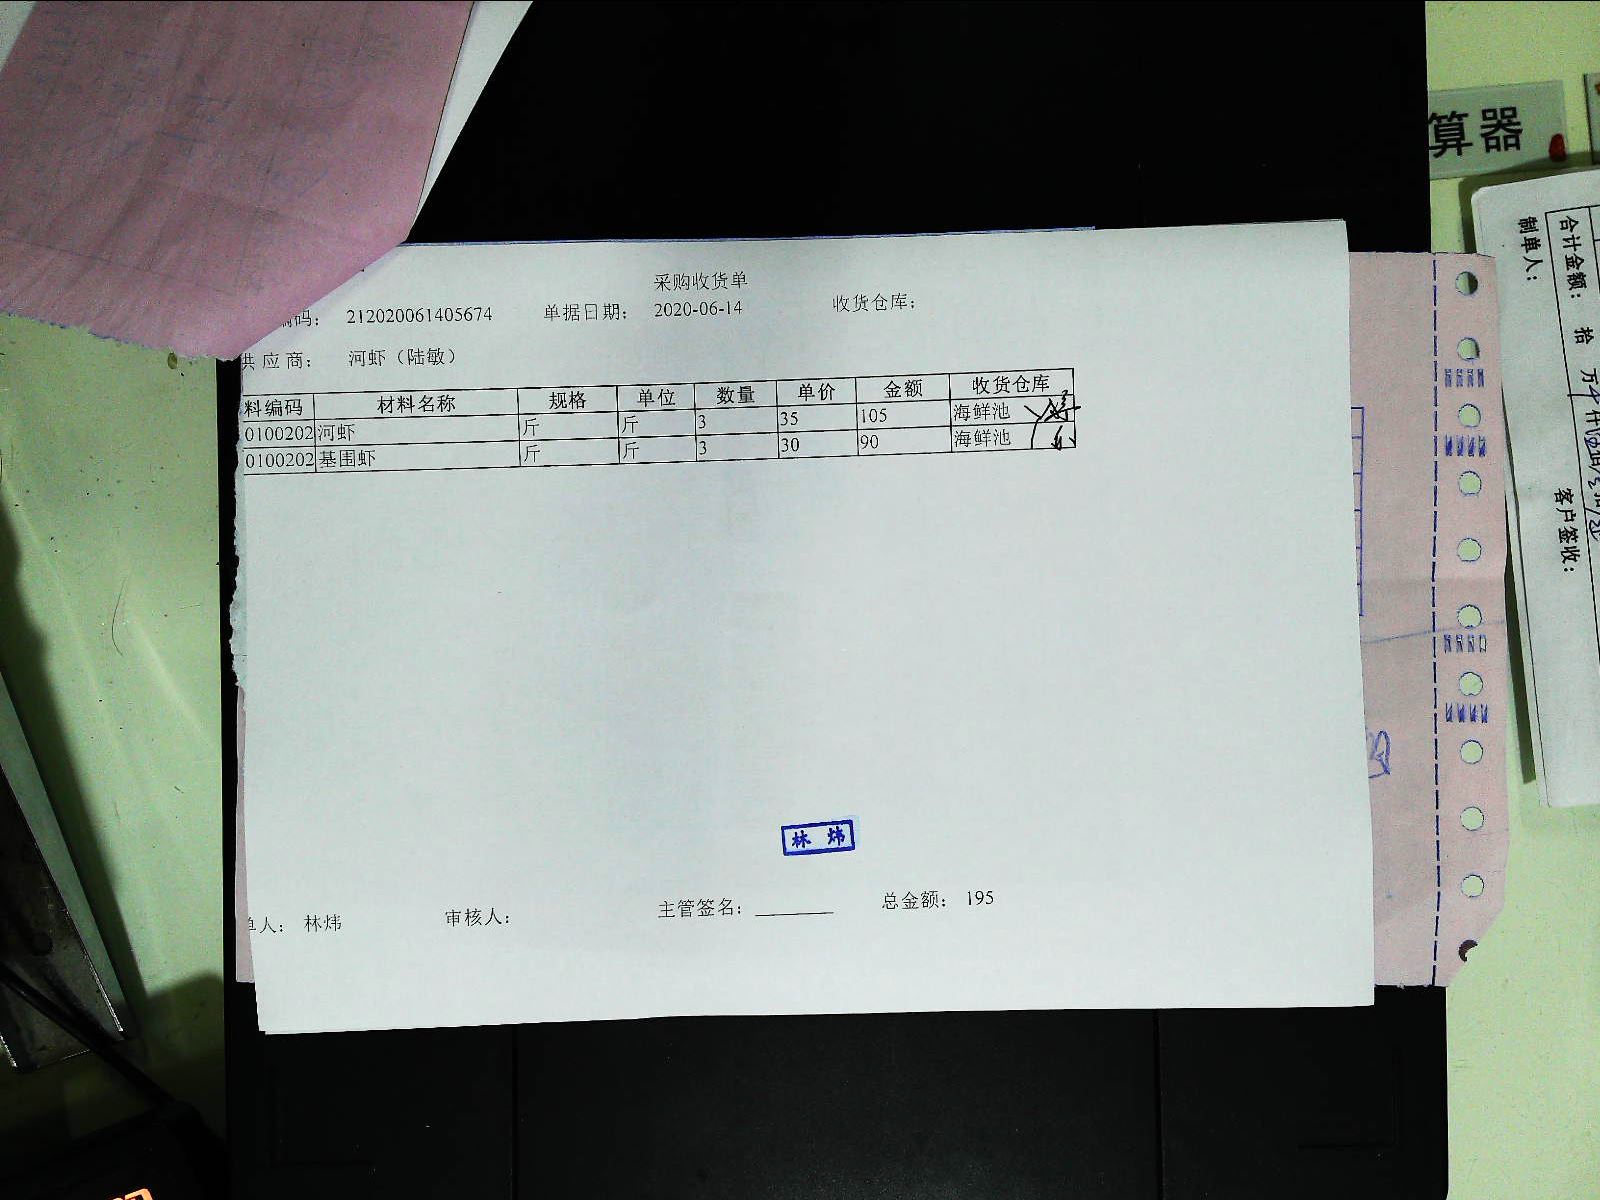 采购收货单
编码： 212020061405674 单据日期： 2020-06-14 收货仓库：
供应商： 河虾（陆敏）
料编码 材料名称 规格 单位 数量 单价 金额 收货仓库
0100202 河虾 斤 斤 3 35 105 海鲜池
0100202 基围虾 斤 斤 3 30 90 海鲜池
林 炜
单人： 林炜 审核人： 主管签名： 总金额： 195
算器
合计金额： 拾 万
制单人：
客户签收：